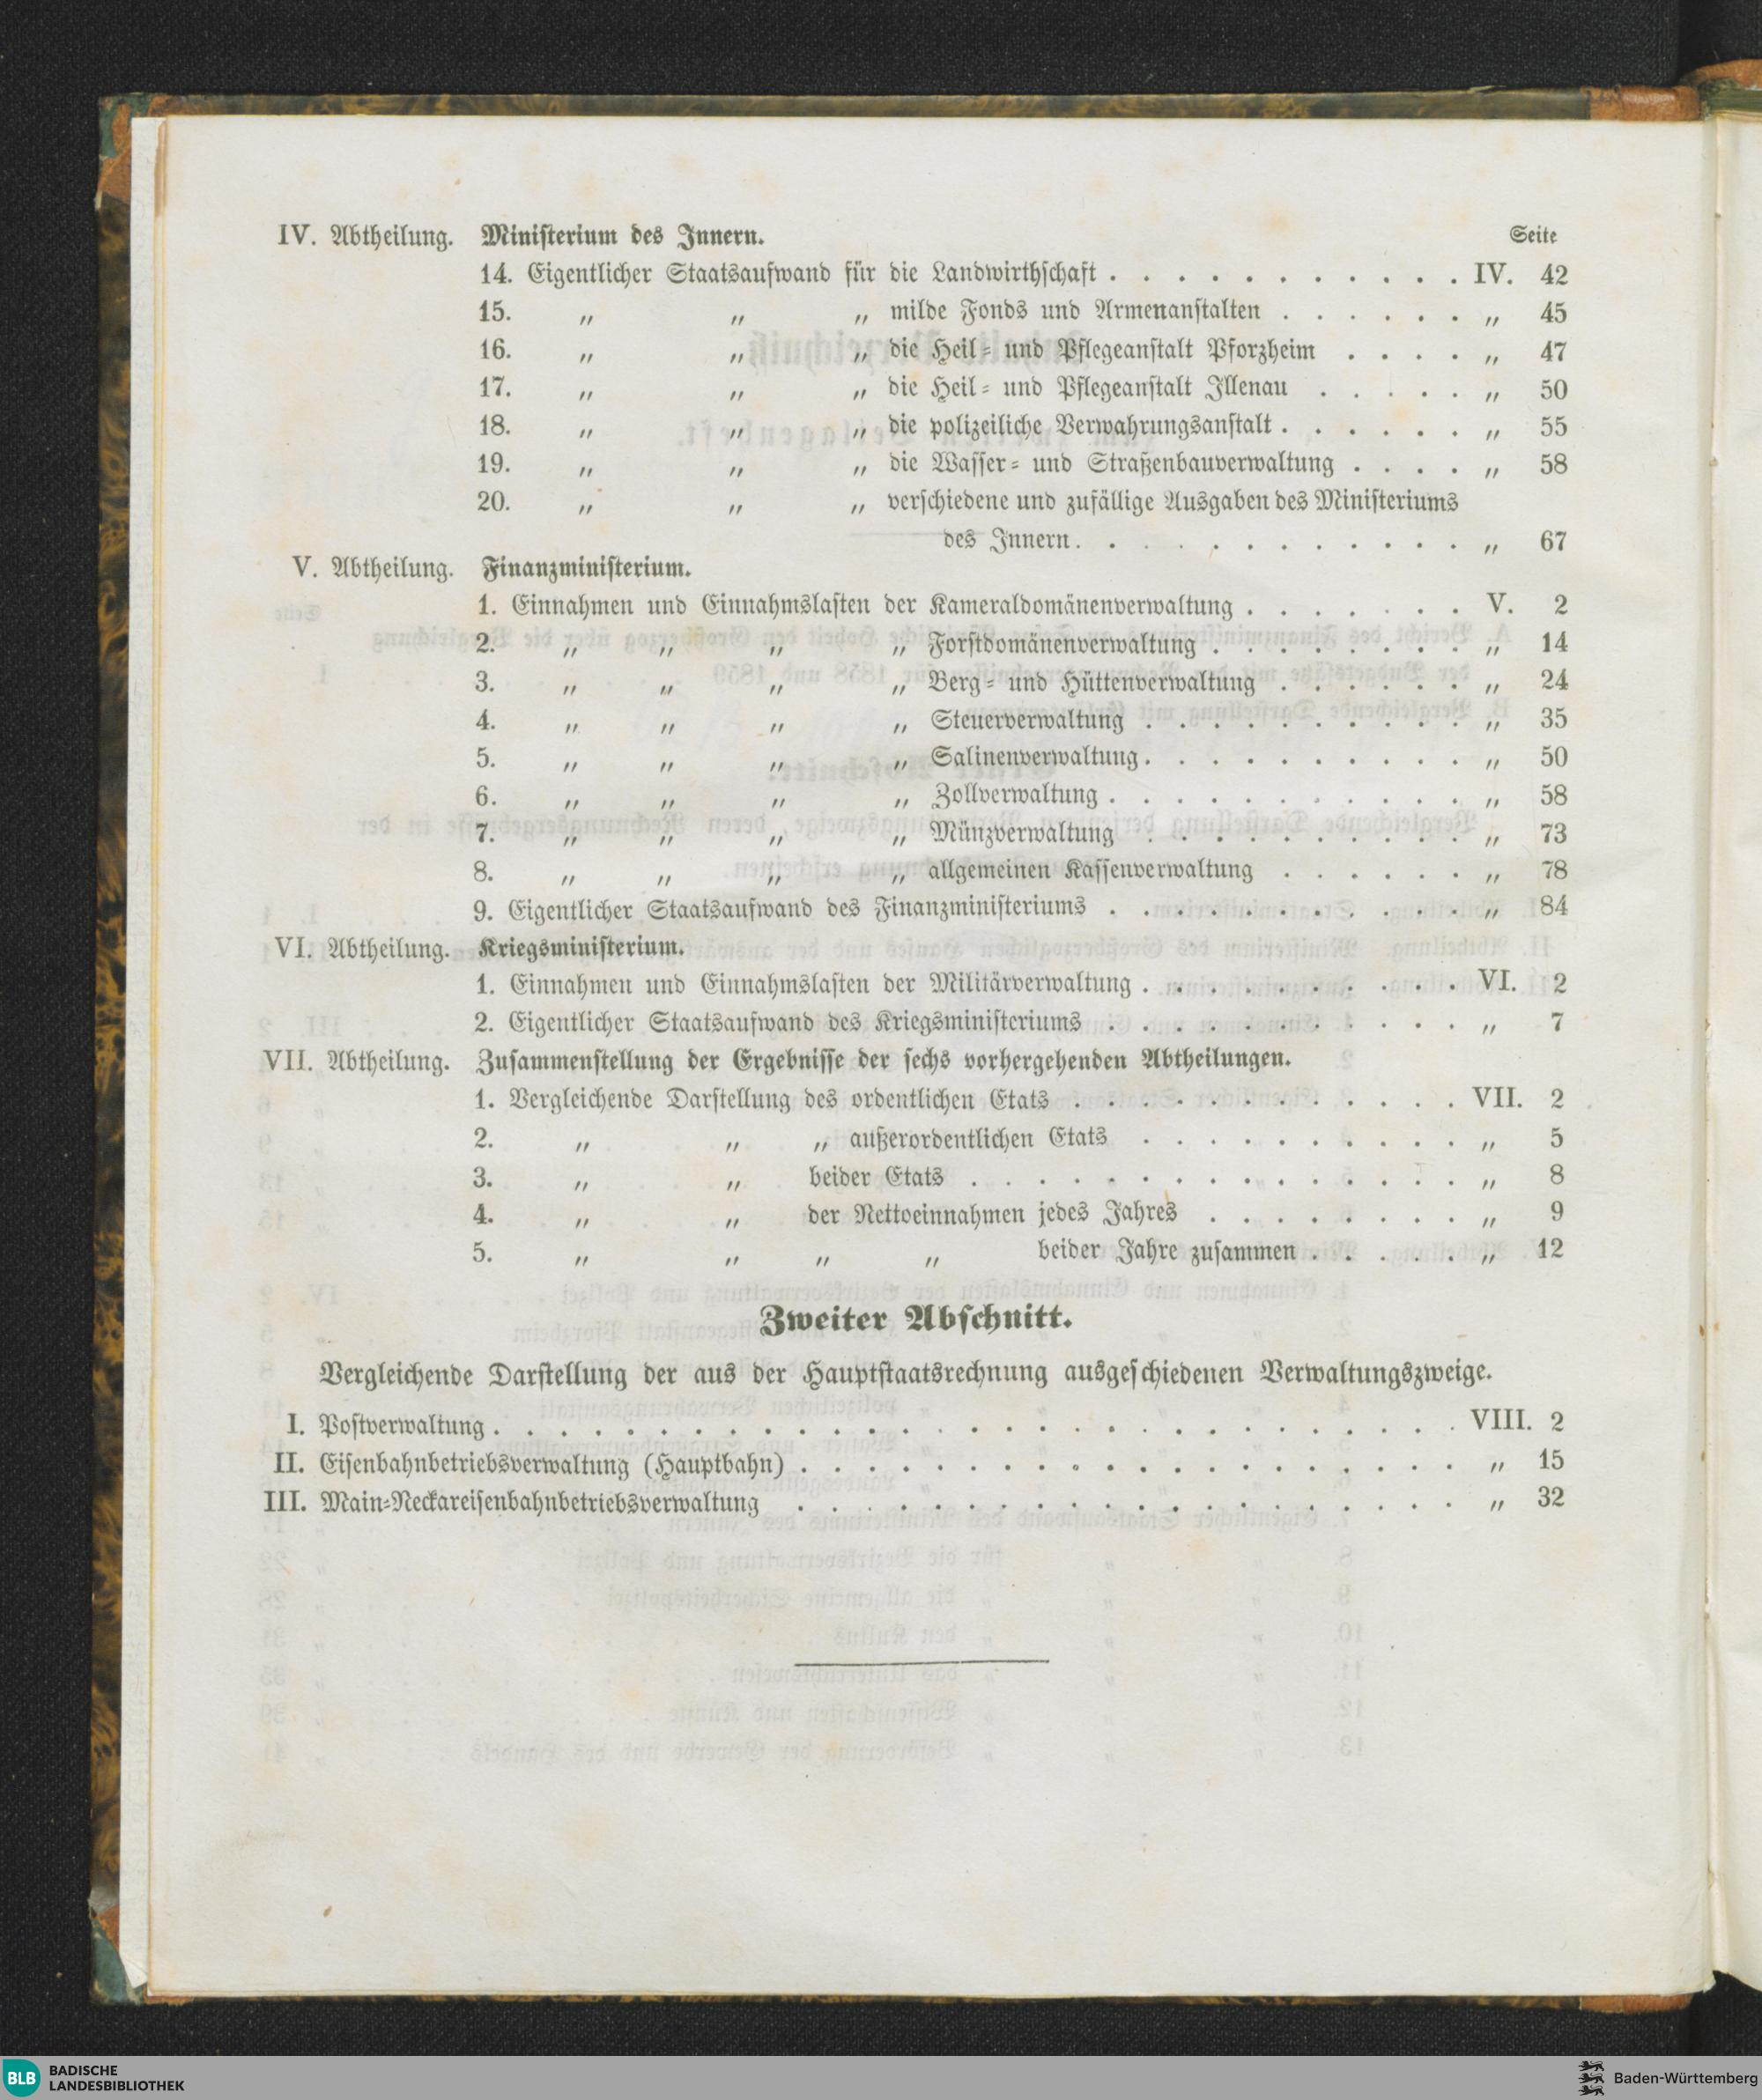 IV. Abtheilung. Ministerium des Innern. Seite
14. Eigentlicher Staatsaufwand für die Landwirthschaft . . . . . . . . . . . IV. 42
15. „ „ „ milde Fonds und Armenanstalten . . . . . . „ 45
16. „ „ „ die Heil- und Pflegeanstalt Pforzheim . . . . „ 47
17. „ „ „ die Heil- und Pflegeanstalt Illenau . . . . . „ 50
18. „ „ „ die polizeiliche Verwahrungsanstalt . . . . . . „ 55
19. „ „ „ die Wasser- und Straßenbauverwaltung . . . . „ 58
20. „ „ „ verschiedene und zufällige Ausgaben des Ministeriums
des Innern . . . . . . . . . . . . „ 67
V. Abtheilung. Finanzministerium.
1. Einnahmen und Einnahmslasten der Kameraldomänenverwaltung . . . . . . . V. 2
2. „ „ „ „ Forstdomänenverwaltung . . . . . . . . „ 14
3. „ „ „ „ Berg- und Hüttenverwaltung . . . . . . „ 24
4. „ „ „ „ Steuerverwaltung . . . . . . . . . . „ 35
5. „ „ „ „ Salinenverwaltung . . . . . . . . . . „ 50
6. „ „ „ „ Zollverwaltung . . . . . . . . . . . „ 58
7. „ „ „ „ Münzverwaltung . . . . . . . . . . „ 73
8. „ „ „ „ allgemeinen Kassenverwaltung . . . . . . „ 78
9. Eigentlicher Staatsaufwand des Finanzministeriums . . . . . . . . . . . „ 84
VI. Abtheilung. Kriegsministerium.
1. Einnahmen und Einnahmslasten der Militärverwaltung . . . . . . . . . . VI. 2
2. Eigentlicher Staatsaufwand des Kriegsministeriums . . . . . . . . . . . „ 7
VII. Abtheilung. Zusammenstellung der Ergebnisse der sechs vorhergehenden Abtheilungen.
1. Vergleichende Darstellung des ordentlichen Etats . . . . . . . . . . . . VII. 2
2. „ „ „ außerordentlichen Etats . . . . . . . . . . „ 5
3. „ „ beider Etats . . . . . . . . . . . . . . . „ 8
4. „ „ der Nettoeinnahmen jedes Jahres . . . . . . . . „ 9
5. „ „ „ „ beider Jahre zusammen . . . . . „ 12
Zweiter Abschnitt.
Vergleichende Darstellung der aus der Hauptstaatsrechnung ausgeschiedenen Verwaltungszweige.
I. Postverwaltung . . . . . . . . . . . . . . . . . . . . . . . . . . . . . VIII. 2
II. Eisenbahnbetriebsverwaltung (Hauptbahn) . . . . . . . . . . . . . . . . . . . . „ 15
III. Main-Neckareisenbahnbetriebsverwaltung . . . . . . . . . . . . . . . . . . . . „ 32
BLB BADISCHE
LANDESBIBLIOTHEK
Baden-Württemberg